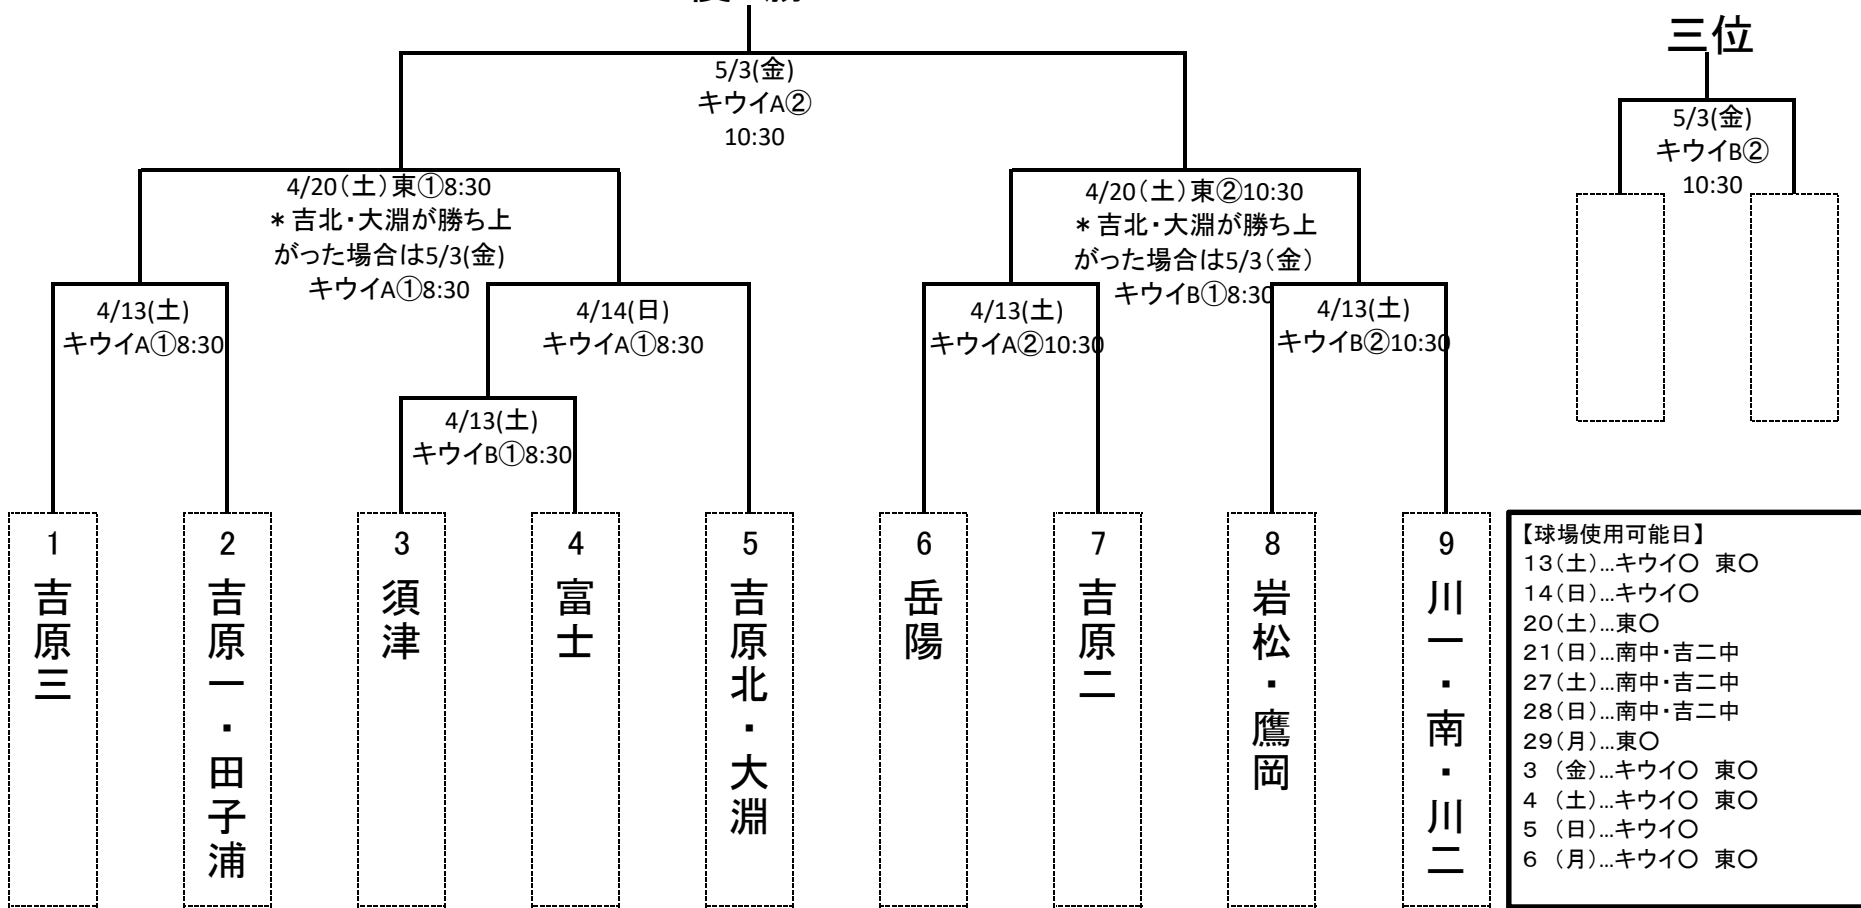 三位
5/3(金)
キウイA②
10:30
5/3(金)
キウイB②
10:30
4/20(土)東①8:30
*吉北・大淵が勝ち上
がった場合は5/3(金)
キウイA①8:30
4/20(土)東②10:30
*吉北・大淵が勝ち上
がった場合は5/3(金)
キウイB①8:30
4/13(土)
キウイA①8:30
4/14(日)
キウイA①8:30
4/13(土)
キウイA②10:30
4/13(土)
キウイB②10:30
4/13(土)
キウイB①8:30
1
吉原三
2
吉原一・田子浦
3
須津
4
富士
5
吉原北・大淵
6
岳陽
7
吉原二
8
岩松・鷹岡
9
川一・南・川二
【球場使用可能日】
13(土)…キウイ〇 東〇
14(日)…キウイ〇
20(土)…東〇
21(日)…南中・吉二中
27(土)…南中・吉二中
28(日)…南中・吉二中
29(月)…東〇
3 (金)…キウイ〇 東〇
4 (土)…キウイ〇 東〇
5 (日)…キウイ〇
6 (月)…キウイ〇 東〇